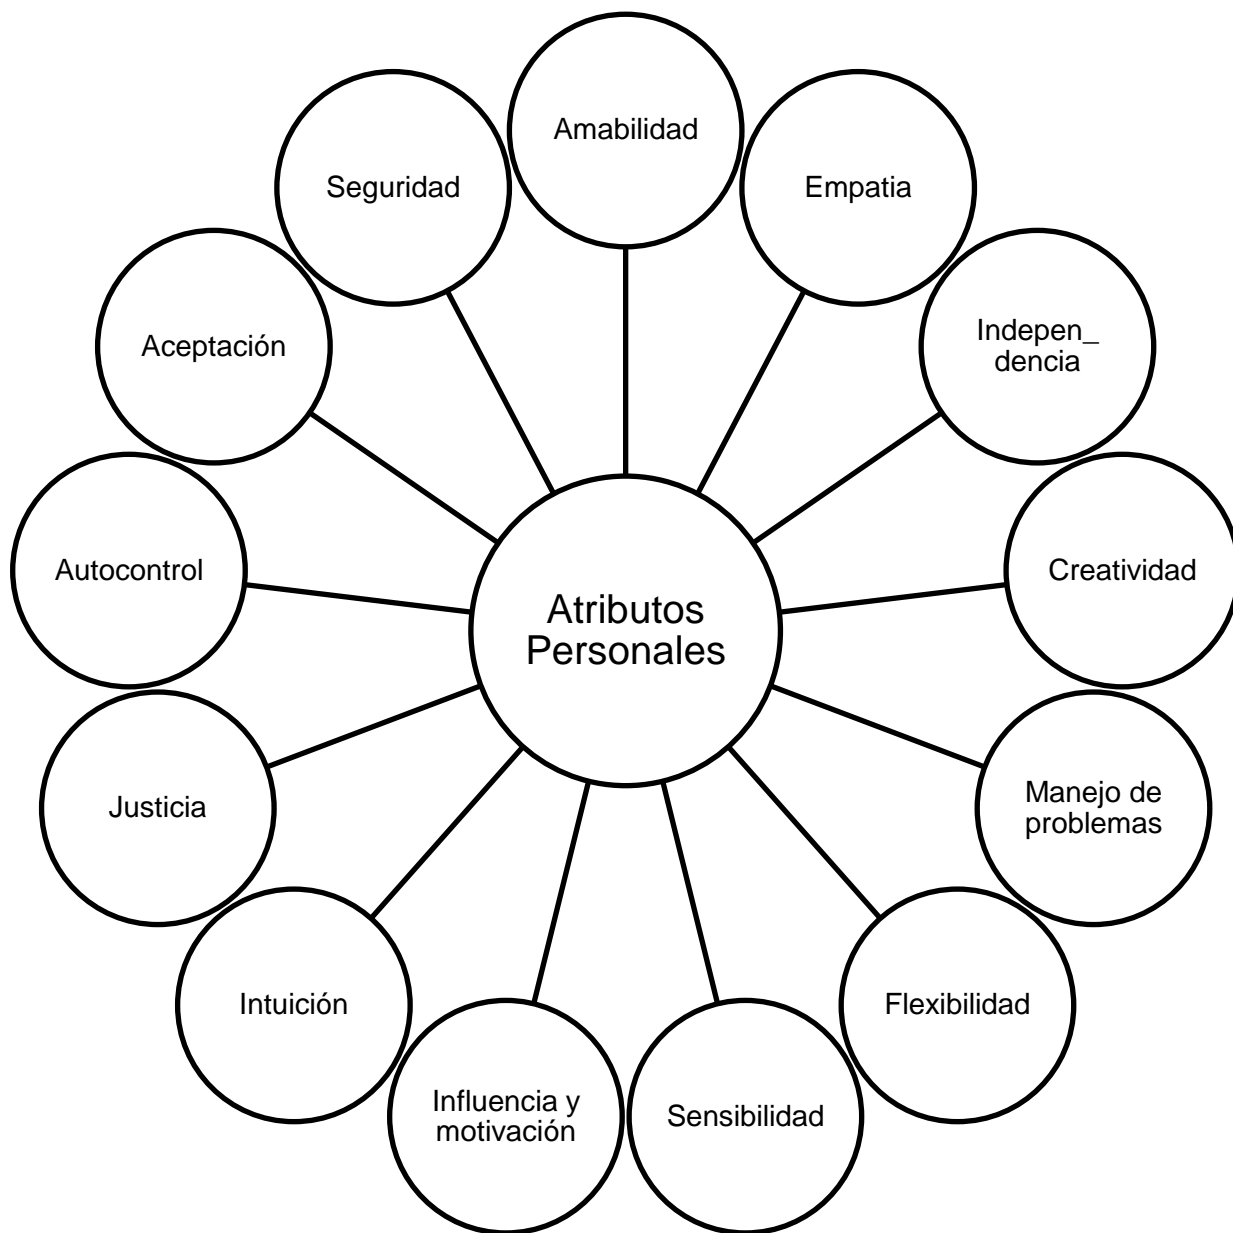 Amabilidad
Empatia
Indepen_
dencia
Creatividad
Manejo de
problemas
Flexibilidad
Sensibilidad
Influencia y
motivación
Intuición
Justicia
Autocontrol
Aceptación
Seguridad
Atributos
Personales